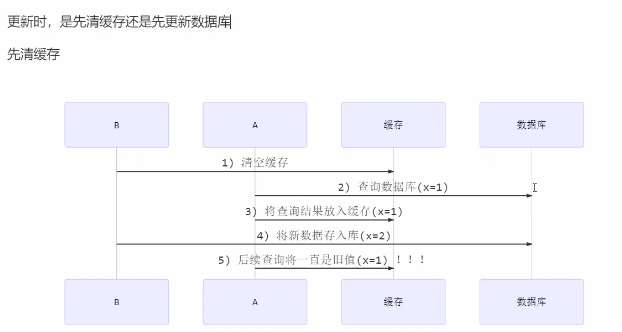 更新时，是先清缓存还是先更新数据库
先清缓存
B A 缓存 数据库
1) 清空缓存
2) 查询数据库(x=1)
3) 将查询结果放入缓存(x=1)
4) 将新数据存入库(x=2)
5) 后续查询将一直是旧值(x=1) ！！！
B A 缓存 数据库